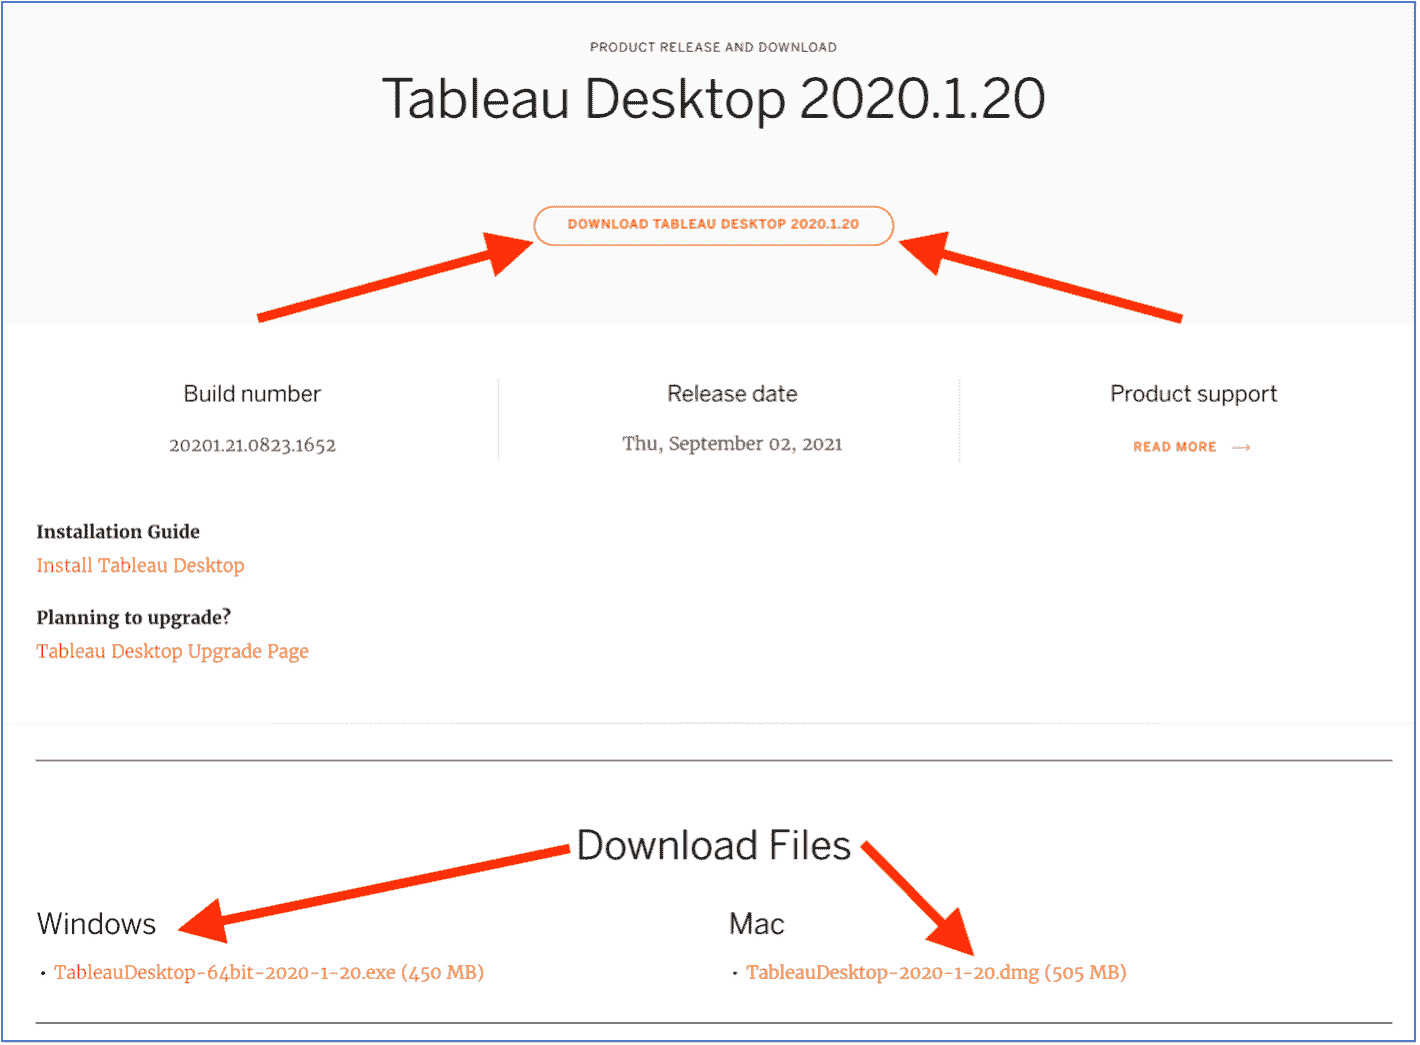 PRODUCT RELEASE AND DOWNLOAD
Tableau Desktop 2020.1.20
DOWNLOAD TABLEAU DESKTOP 2020.1.20
Build number
20201.21.0823.1652
Release date
Thu, September 02, 2021
Product support
READ MORE
Installation Guide
Install Tableau Desktop
Planning to upgrade?
Tableau Desktop Upgrade Page
Download Files
Windows
• TableauDesktop-64bit-2020-1-20.exe (450 MB)
Mac
• TableauDesktop-2020-1-20.dmg (505 MB)